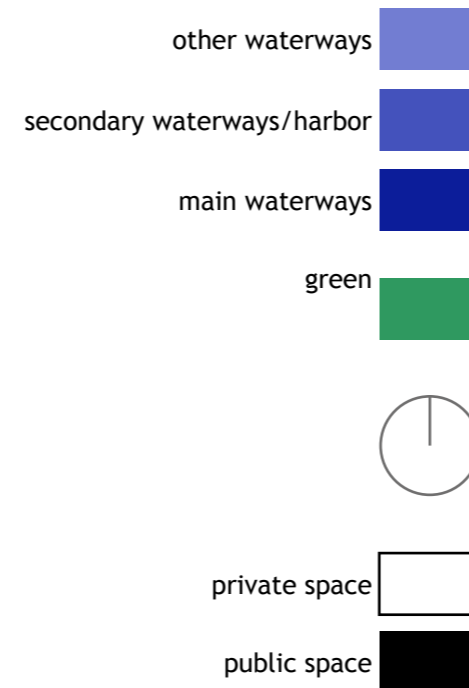 other waterways
secondary waterways/harbor
main waterways
green
private space
public space